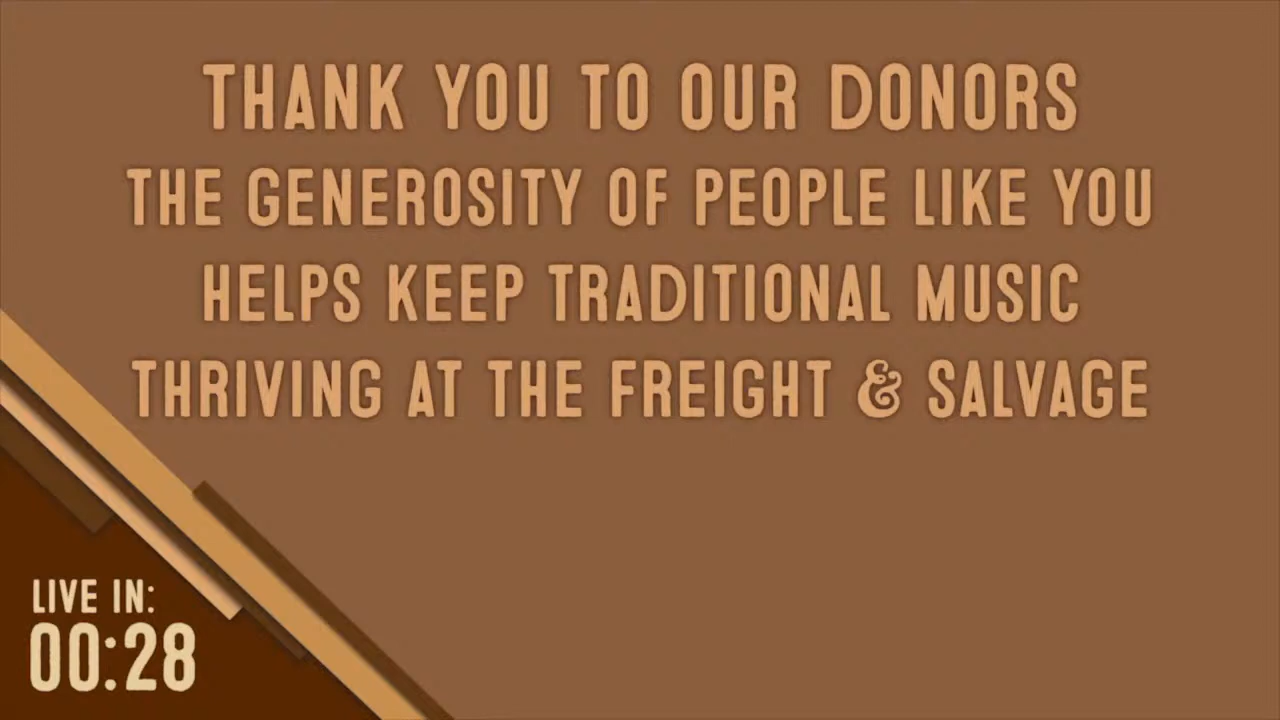 THANK YOU TO OUR DONORS
THE GENEROSITY OF PEOPLE LIKE YOU
HELPS KEEP TRADITIONAL MUSIC
THRIVING AT THE FREIGHT & SALVAGE
LIVE IN:
00:28